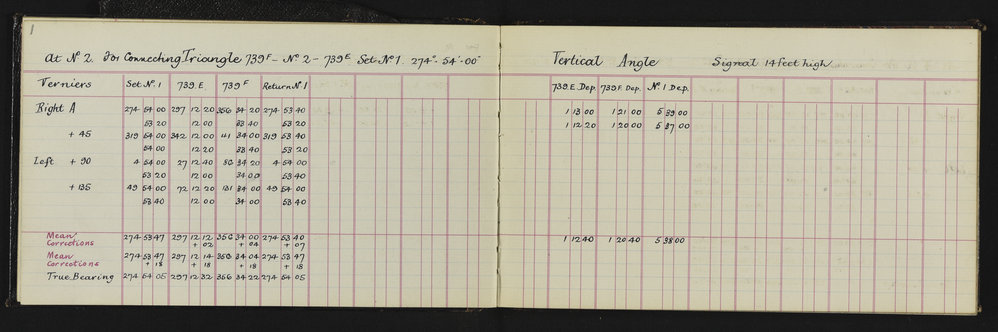 1
At No 2. For Connecting Triangle 739F - No 2 - 739E Set No 1. 274° - 54' - 00"
Verniers Set No. 1 739. E. 739 F Return No 1
Right A 274 54 00 297 12 20 356 34 20 274 53 40
53 20 12 00 33 40 53 20
+ 45 319 54 00 342 12 00 41 34 00 319 53 40
54 00 12 20 33 40 53 20
Left + 90 4 54 00 27 12 40 86 34 20 4 54 00
53 20 12 00 34 00 53 40
+ 135 49 54 00 72 12 20 131 34 00 49 54 00
53 40 12 00 34 00 53 40
Mean 274 53 47 297 12 12 356 34 00 274 53 40
Corrections + 02 + 04 + 07
Mean 274 53 47 297 12 14 356 34 04 274 53 47
Corrections + 18 + 18 + 18 + 18
True Bearing 274 54 05 297 12 32 356 34 22 274 54 05
Vertical Angle Signal 14 feet high
739. E. Dep. 739 F. Dep. No. 1 Dep.
1 13 00 1 21 00 5 39 00
1 12 20 1 20 00 5 37 00
1 12 40 1 20 40 5 38 00